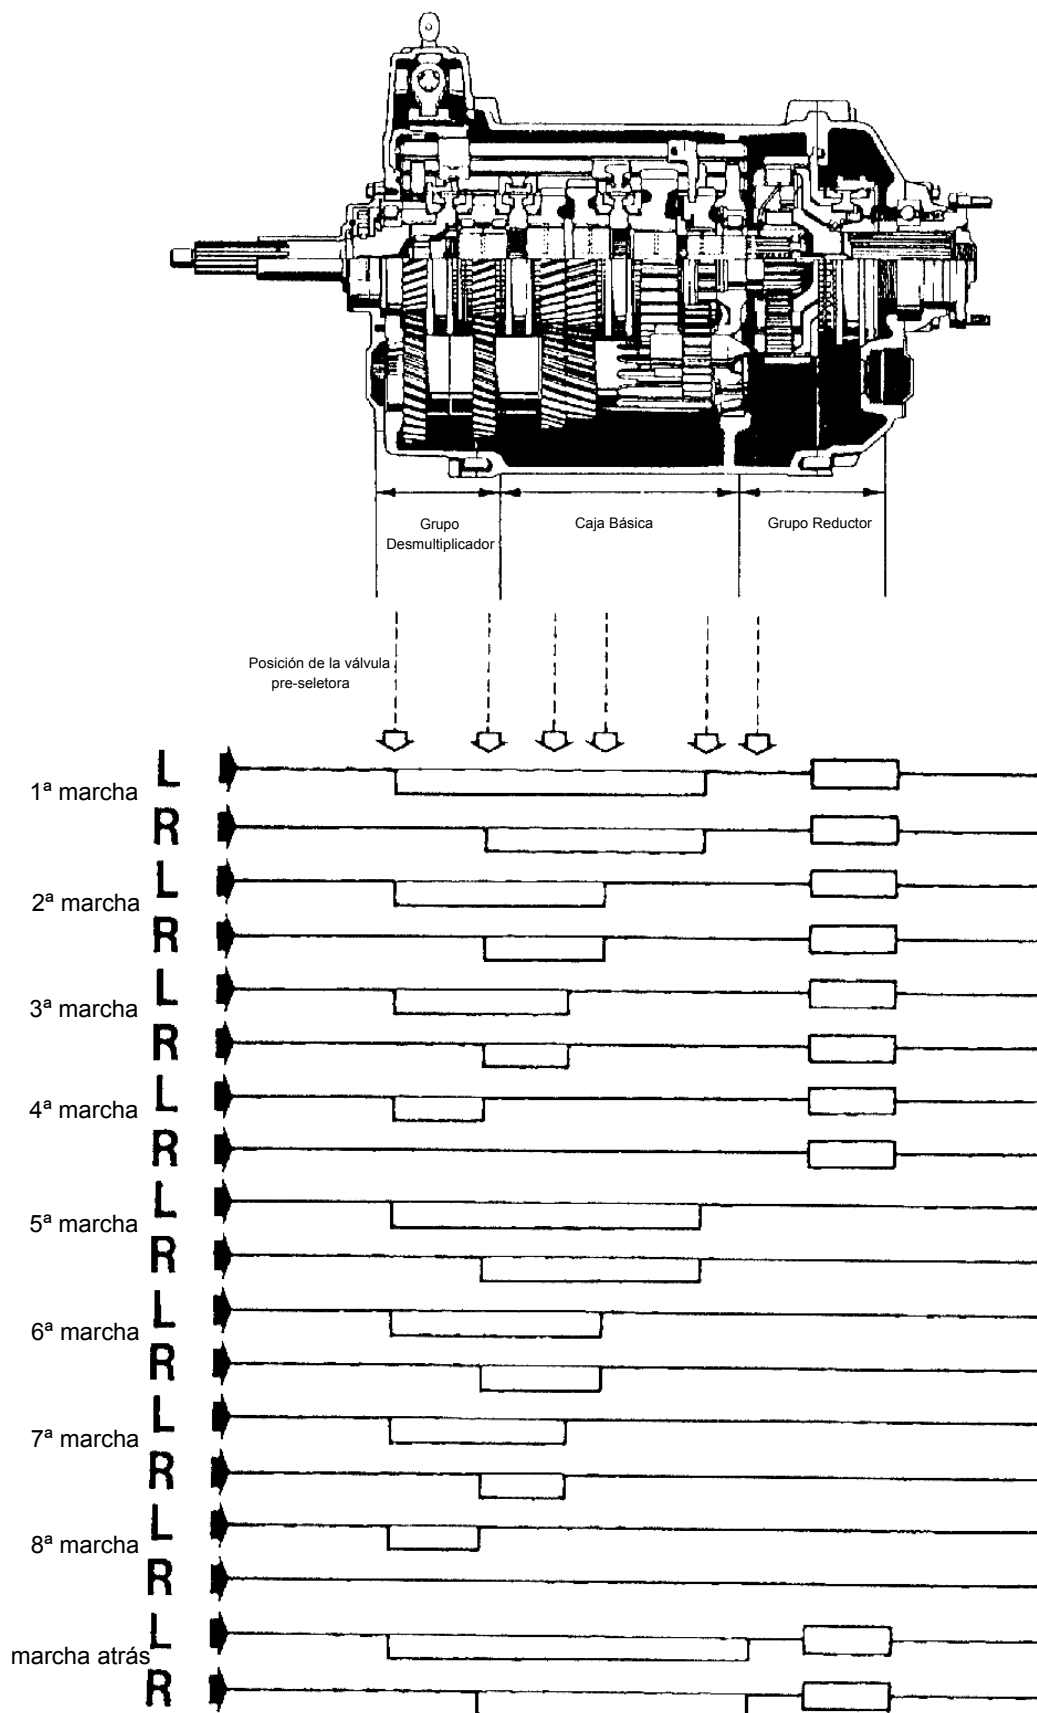 Grupo
Desmultiplicador
Caja Básica
Grupo Reductor
Posición de la válvula
pre-seletora
1ª marcha
L
R
2ª marcha
L
R
3ª marcha
L
R
4ª marcha
L
R
5ª marcha
L
R
6ª marcha
L
R
7ª marcha
L
R
8ª marcha
L
R
marcha atrás
L
R